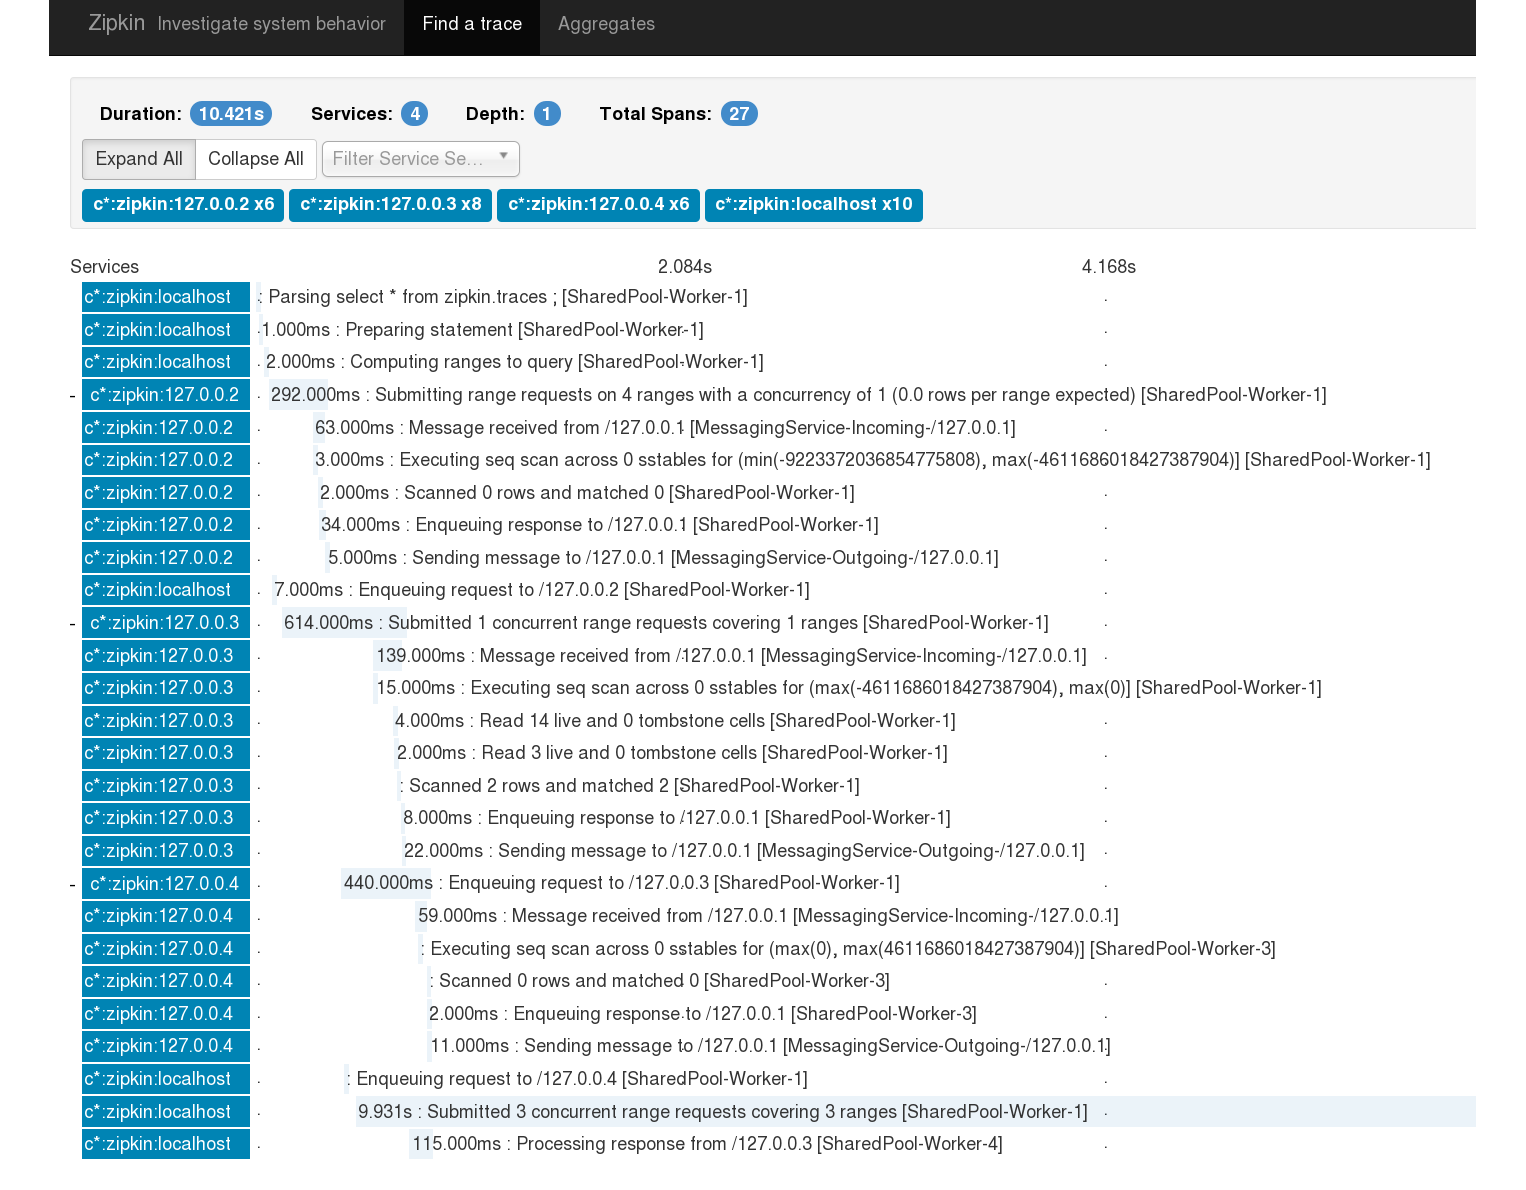 Zipkin Investigate system behavior Find a trace Aggregates
Duration: 10.421s Services: 4 Depth: 1 Total Spans: 27
Expand All Collapse All Filter Service Se...
c*:zipkin:127.0.0.2 x6 c*:zipkin:127.0.0.3 x8 c*:zipkin:127.0.0.4 x6 c*:zipkin:localhost x10
Services 2.084s 4.168s
c*:zipkin:localhost : Parsing select * from zipkin.traces ; [SharedPool-Worker-1]
c*:zipkin:localhost 1.000ms : Preparing statement [SharedPool-Worker-1]
c*:zipkin:localhost 2.000ms : Computing ranges to query [SharedPool-Worker-1]
- c*:zipkin:127.0.0.2 292.000ms : Submitting range requests on 4 ranges with a concurrency of 1 (0.0 rows per range expected) [SharedPool-Worker-1]
c*:zipkin:127.0.0.2 63.000ms : Message received from /127.0.0.1 [MessagingService-Incoming-/127.0.0.1]
c*:zipkin:127.0.0.2 3.000ms : Executing seq scan across 0 sstables for (min(-9223372036854775808), max(-4611686018427387904)] [SharedPool-Worker-1]
c*:zipkin:127.0.0.2 2.000ms : Scanned 0 rows and matched 0 [SharedPool-Worker-1]
c*:zipkin:127.0.0.2 34.000ms : Enqueuing response to /127.0.0.1 [SharedPool-Worker-1]
c*:zipkin:127.0.0.2 5.000ms : Sending message to /127.0.0.1 [MessagingService-Outgoing-/127.0.0.1]
c*:zipkin:localhost 7.000ms : Enqueuing request to /127.0.0.2 [SharedPool-Worker-1]
- c*:zipkin:127.0.0.3 614.000ms : Submitted 1 concurrent range requests covering 1 ranges [SharedPool-Worker-1]
c*:zipkin:127.0.0.3 139.000ms : Message received from /127.0.0.1 [MessagingService-Incoming-/127.0.0.1]
c*:zipkin:127.0.0.3 15.000ms : Executing seq scan across 0 sstables for (max(-4611686018427387904), max(0)] [SharedPool-Worker-1]
c*:zipkin:127.0.0.3 4.000ms : Read 14 live and 0 tombstone cells [SharedPool-Worker-1]
c*:zipkin:127.0.0.3 2.000ms : Read 3 live and 0 tombstone cells [SharedPool-Worker-1]
c*:zipkin:127.0.0.3 : Scanned 2 rows and matched 2 [SharedPool-Worker-1]
c*:zipkin:127.0.0.3 8.000ms : Enqueuing response to /127.0.0.1 [SharedPool-Worker-1]
c*:zipkin:127.0.0.3 22.000ms : Sending message to /127.0.0.1 [MessagingService-Outgoing-/127.0.0.1]
- c*:zipkin:127.0.0.4 440.000ms : Enqueuing request to /127.0.0.3 [SharedPool-Worker-1]
c*:zipkin:127.0.0.4 59.000ms : Message received from /127.0.0.1 [MessagingService-Incoming-/127.0.0.1]
c*:zipkin:127.0.0.4 : Executing seq scan across 0 sstables for (max(0), max(4611686018427387904)] [SharedPool-Worker-3]
c*:zipkin:127.0.0.4 : Scanned 0 rows and matched 0 [SharedPool-Worker-3]
c*:zipkin:127.0.0.4 2.000ms : Enqueuing response to /127.0.0.1 [SharedPool-Worker-3]
c*:zipkin:127.0.0.4 11.000ms : Sending message to /127.0.0.1 [MessagingService-Outgoing-/127.0.0.1]
c*:zipkin:localhost : Enqueuing request to /127.0.0.4 [SharedPool-Worker-1]
c*:zipkin:localhost 9.931s : Submitted 3 concurrent range requests covering 3 ranges [SharedPool-Worker-1]
c*:zipkin:localhost 115.000ms : Processing response from /127.0.0.3 [SharedPool-Worker-4]